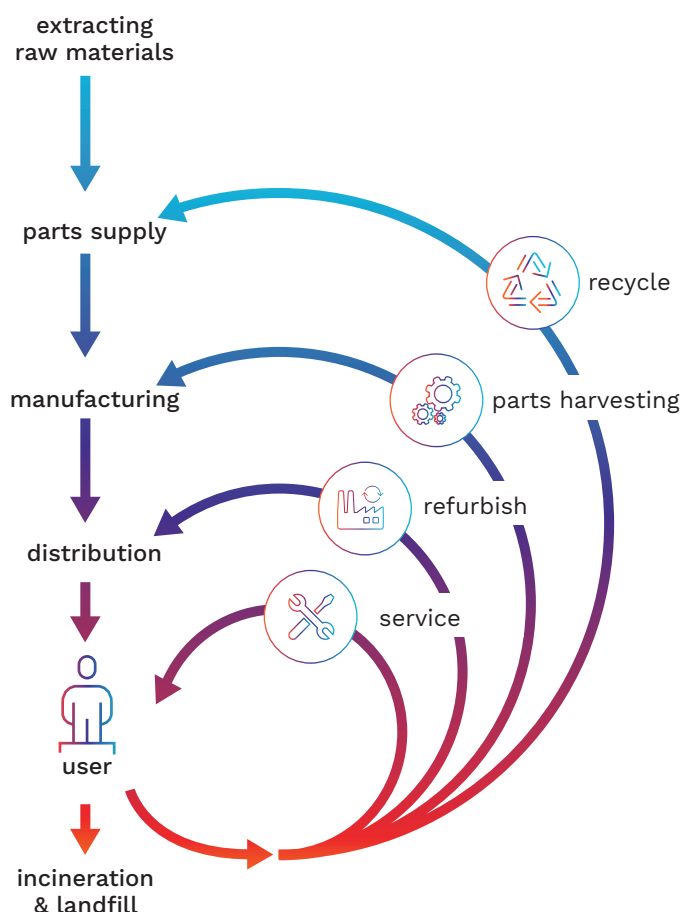 extracting
raw materials
parts supply
recycle
manufacturing
parts harvesting
refurbish
distribution
service
user
incineration
& landfill